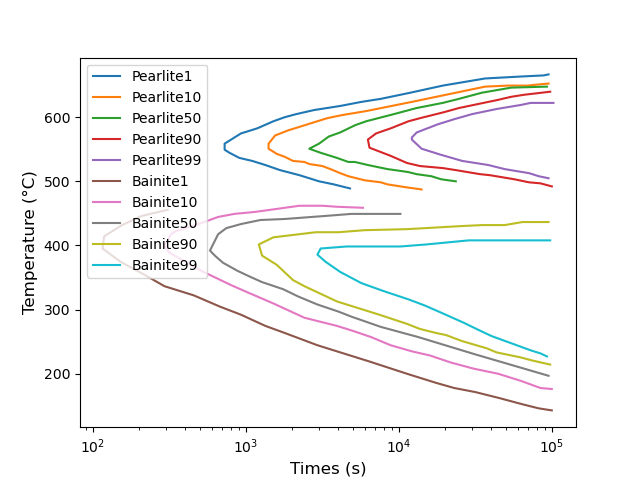 Pearlite1
Pearlite10
Pearlite50
Pearlite90
Pearlite99
Bainite1
Bainite10
Bainite50
Bainite90
Bainite99
600
500
400
300
200
Temperature (°C)
10² 10³ 10⁴ 10⁵
Times (s)